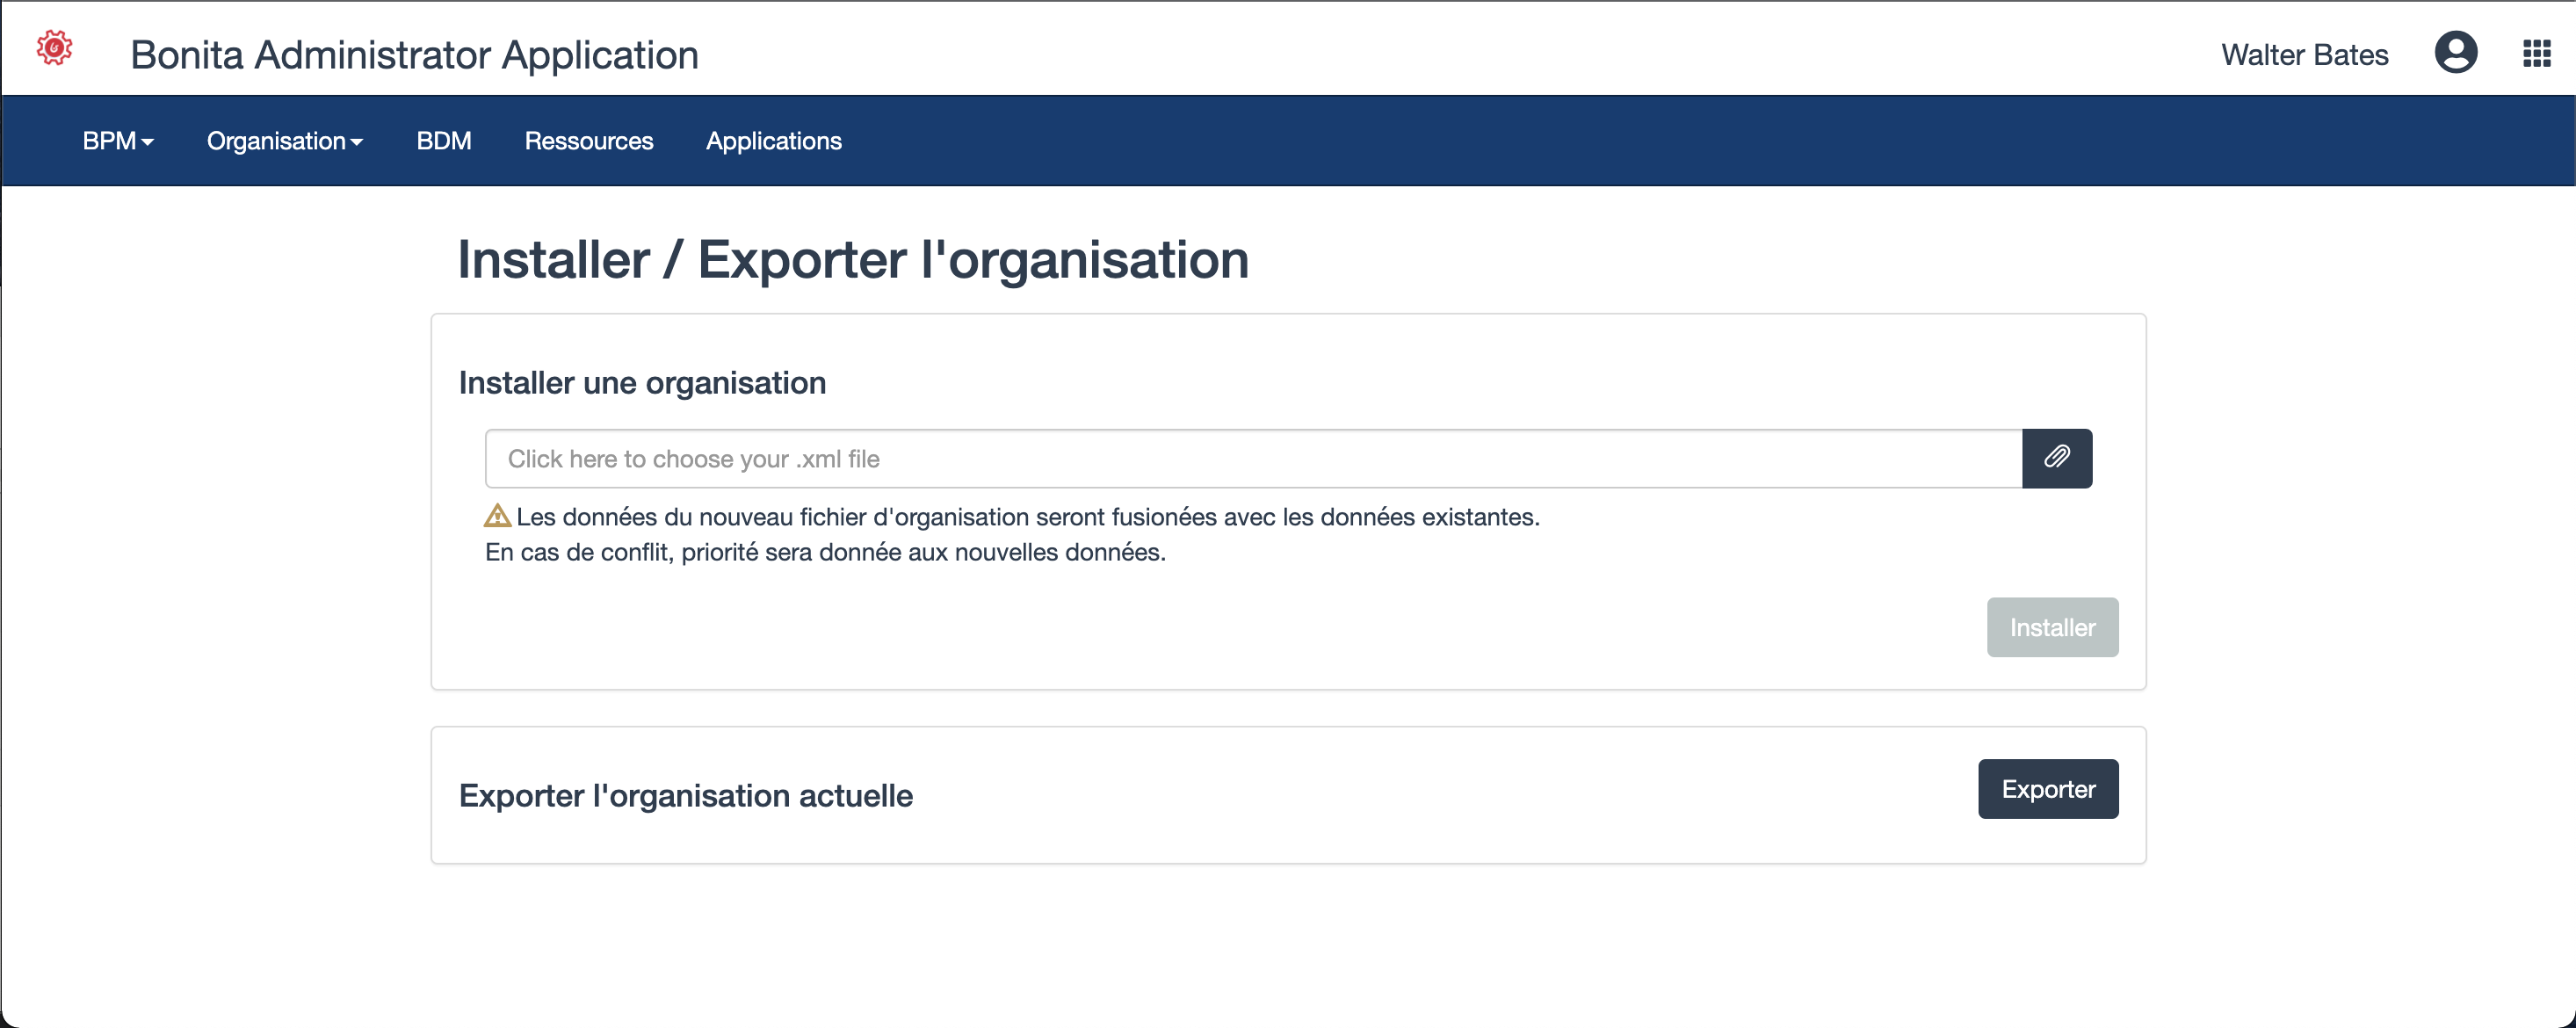 Bonita Administrator Application
Walter Bates
BPM
Organisation
BDM
Ressources
Applications
Installer / Exporter l'organisation
Installer une organisation
Click here to choose your .xml file
Les données du nouveau fichier d'organisation seront fusionées avec les données existantes.
En cas de conflit, priorité sera donnée aux nouvelles données.
Installer
Exporter l'organisation actuelle
Exporter